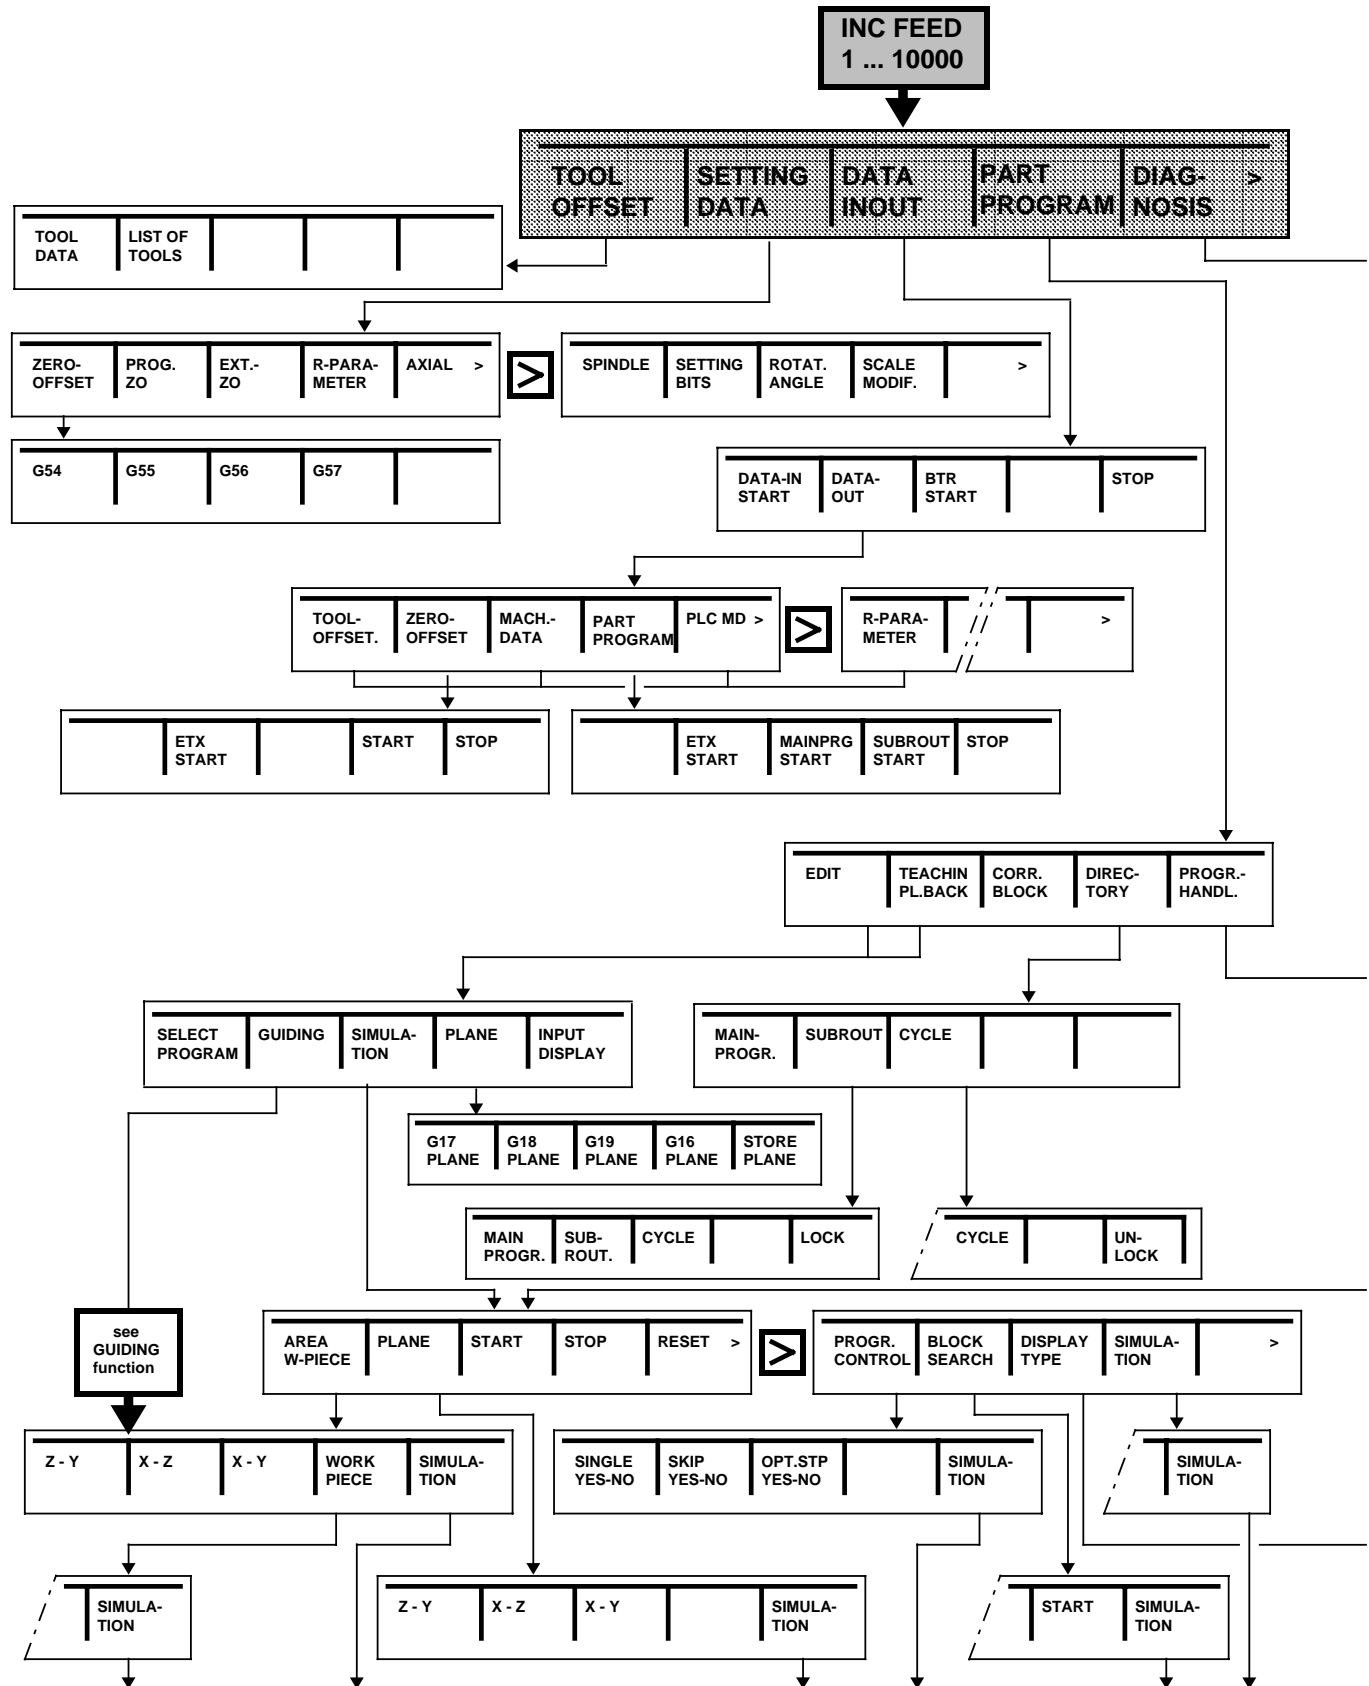 INC FEED
1 ... 10000
TOOL
OFFSET
SETTING
DATA
DATA
INOUT
PART
PROGRAM
DIAG-
NOSIS
>
TOOL
DATA
LIST OF
TOOLS
ZERO-
OFFSET
PROG.
ZO
EXT.-
ZO
R-PARA-
METER
AXIAL >
>
SPINDLE
SETTING
BITS
ROTAT.
ANGLE
SCALE
MODIF.
>
G54
G55
G56
G57
DATA-IN
START
DATA-
OUT
BTR
START
STOP
TOOL-
OFFSET.
ZERO-
OFFSET
MACH.-
DATA
PART
PROGRAM
PLC MD >
>
R-PARA-
METER
>
ETX
START
START
STOP
ETX
START
MAINPRG
START
SUBROUT
START
STOP
EDIT
TEACHIN
PL.BACK
CORR.
BLOCK
DIREC-
TORY
PROGR.-
HANDL.
SELECT
PROGRAM
GUIDING
SIMULA-
TION
PLANE
INPUT
DISPLAY
MAIN-
PROGR.
SUBROUT
CYCLE
G17
PLANE
G18
PLANE
G19
PLANE
G16
PLANE
STORE
PLANE
MAIN
PROGR.
SUB-
ROUT.
CYCLE
LOCK
CYCLE
UN-
LOCK
see
GUIDING
function
AREA
W-PIECE
PLANE
START
STOP
RESET >
>
PROGR.
CONTROL
BLOCK
SEARCH
DISPLAY
TYPE
SIMULA-
TION
>
Z - Y
X - Z
X - Y
WORK
PIECE
SIMULA-
TION
SINGLE
YES-NO
SKIP
YES-NO
OPT.STP
YES-NO
SIMULA-
TION
SIMULA-
TION
SIMULA-
TION
Z - Y
X - Z
X - Y
SIMULA-
TION
START
SIMULA-
TION